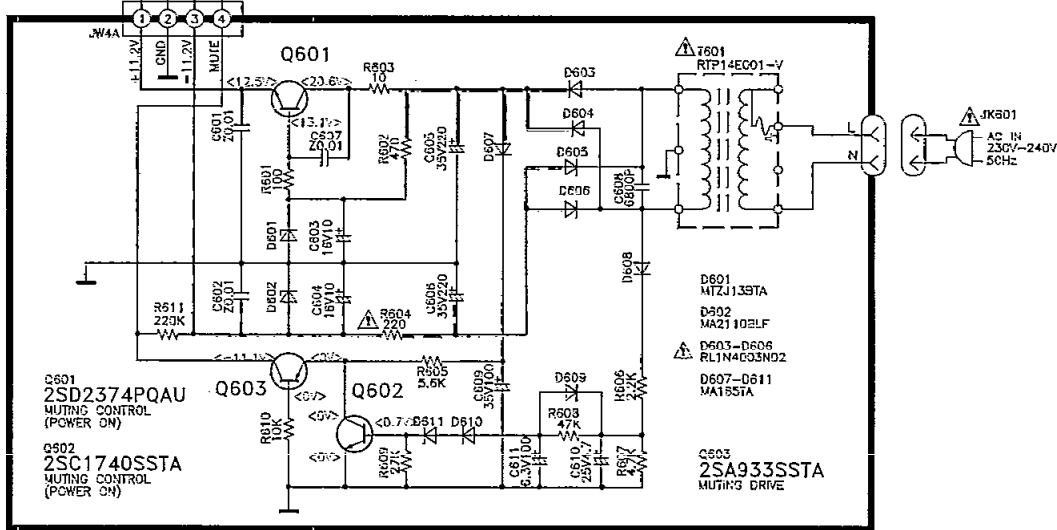 1 2 3 4
JW4A
+11.2V
GND
-11.2V
MUTE
Q601
<12.5V>
<20.6V>
<13.1V>
R603
10
C601
Z0.01
C607
Z0.01
R601
100
R602
470
C605
35V220
D607
D603
D604
D605
D606
C608
6800P
T601
RTP14E001-V
L
N
JK601
AC IN
230V-240V
50Hz
D601
C603
16V10
C602
Z0.01
D602
C604
16V10
C606
35V220
R604
220
R611
220K
D608
D601
MTZJ13BTA
D602
D603-D606
RL1N4003N02
D607-D611
MA165TA
<-11.1V>
<0V>
Q603
<0V>
R610
10K
Q602
<0V>
<0V>
<0.7V>
R605
5.6K
C609
35V100
D611
D610
R609
D609
R608
47K
C611
6.3V100
C610
25V4.7
R606
R607
4.7K
Q601
2SD2374PQAU
MUTING CONTROL
(POWER ON)
Q602
2SC1740SSTA
MUTING CONTROL
(POWER ON)
Q603
2SA933SSTA
MUTING DRIVE